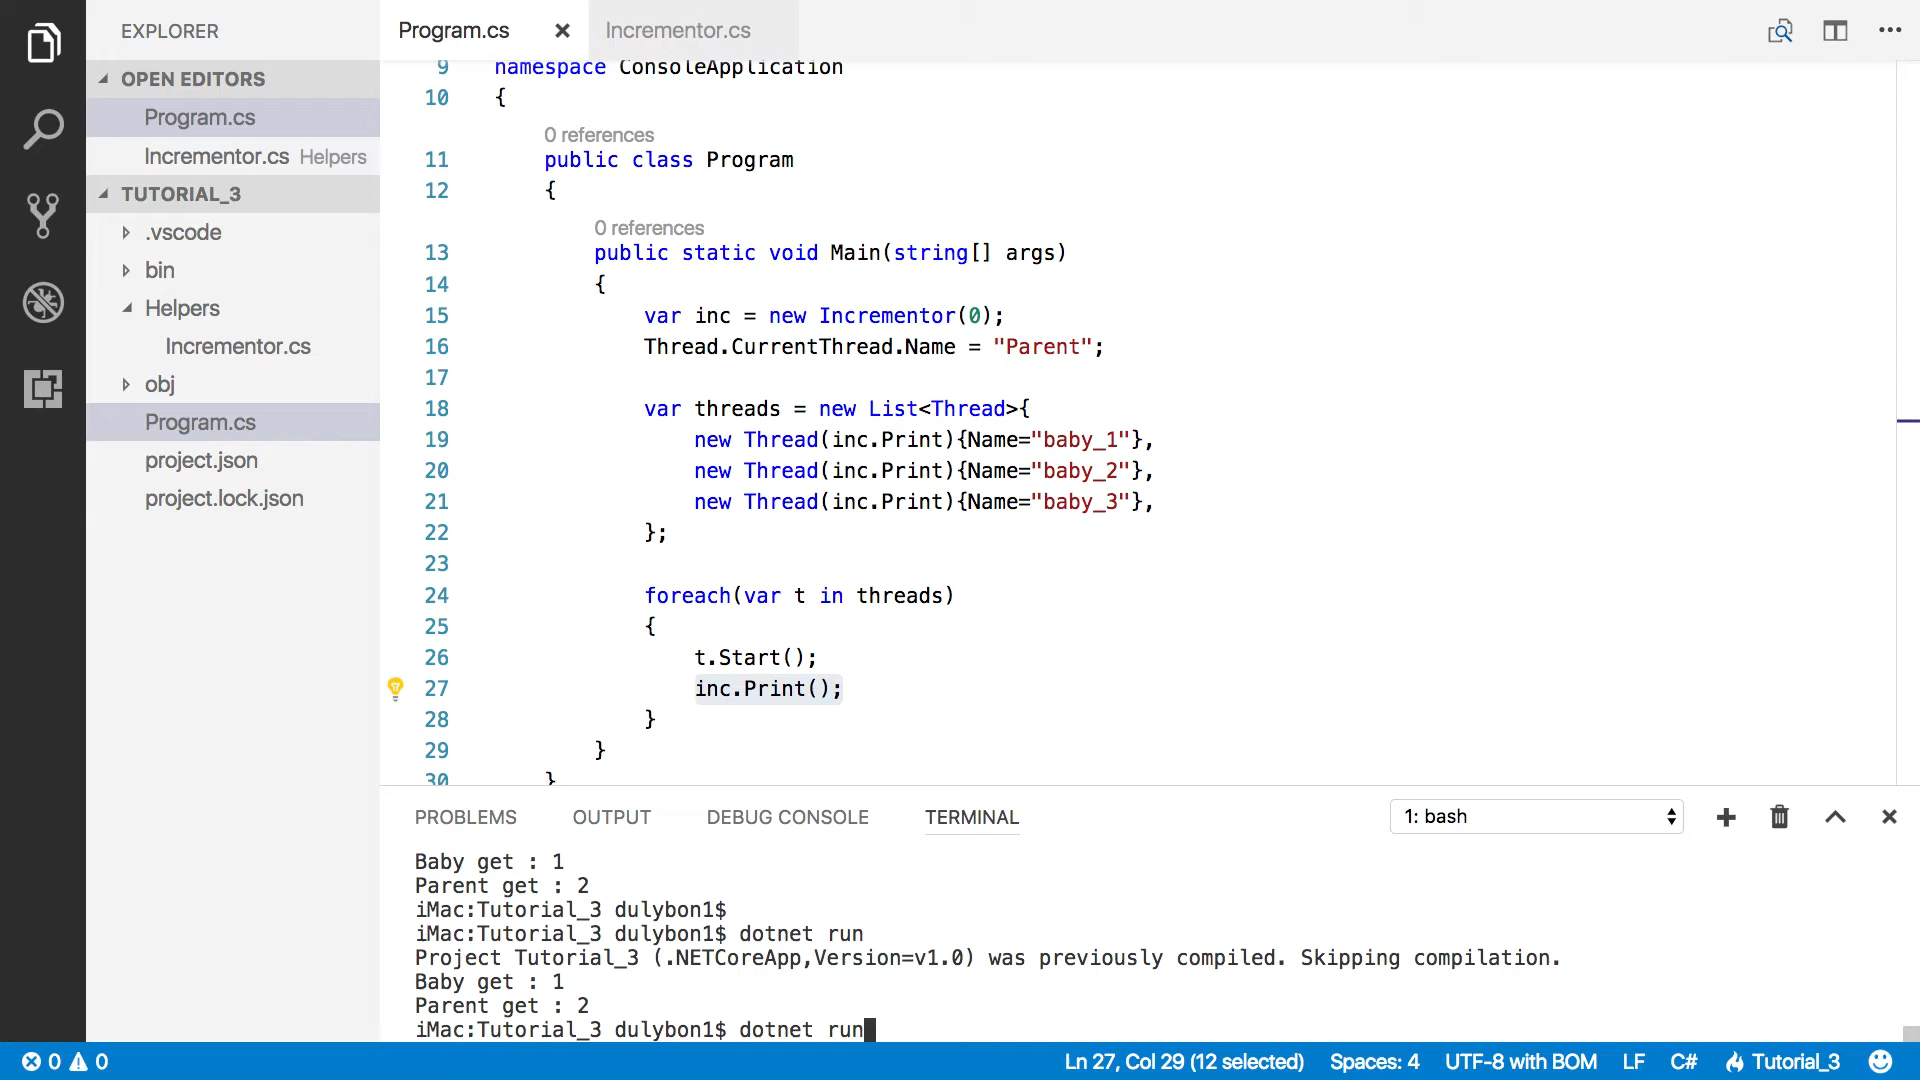 EXPLORER
OPEN EDITORS
Program.cs
Incrementor.cs Helpers
TUTORIAL_3
.vscode
bin
Helpers
Incrementor.cs
obj
Program.cs
project.json
project.lock.json
Program.cs
Incrementor.cs
9 namespace ConsoleApplication
10 {
0 references
11 public class Program
12 {
0 references
13 public static void Main(string[] args)
14 {
15 var inc = new Incrementor(0);
16 Thread.CurrentThread.Name = "Parent";
17
18 var threads = new List<Thread>{
19 new Thread(inc.Print){Name="baby_1"},
20 new Thread(inc.Print){Name="baby_2"},
21 new Thread(inc.Print){Name="baby_3"},
22 };
23
24 foreach(var t in threads)
25 {
26 t.Start();
27 inc.Print();
28 }
29 }
30 }
PROBLEMS OUTPUT DEBUG CONSOLE TERMINAL 1: bash
Baby get : 1
Parent get : 2
iMac:Tutorial_3 dulybon1$
iMac:Tutorial_3 dulybon1$ dotnet run
Project Tutorial_3 (.NETCoreApp,Version=v1.0) was previously compiled. Skipping compilation.
Baby get : 1
Parent get : 2
iMac:Tutorial_3 dulybon1$ dotnet run
0 0 Ln 27, Col 29 (12 selected) Spaces: 4 UTF-8 with BOM LF C# Tutorial_3